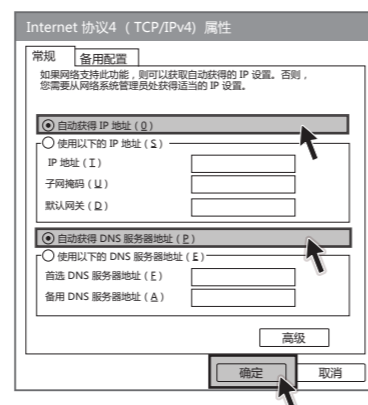 Internet 协议4 （TCP/IPv4) 属性
常规 备用配置
如果网络支持此功能，则可以获取自动获得的 IP 设置。否则，
您需要从网络系统管理员处获得适当的 IP 设置。
自动获得 IP 地址 ( O )
使用以下的 IP 地址 ( S )
IP 地址 ( I )
子网掩码 ( U )
默认网关 ( D )
自动获得 DNS 服务器地址 ( P )
使用以下的 DNS 服务器地址 ( E )
首选 DNS 服务器地址 ( F )
备用 DNS 服务器地址 ( A )
高级
确定 取消